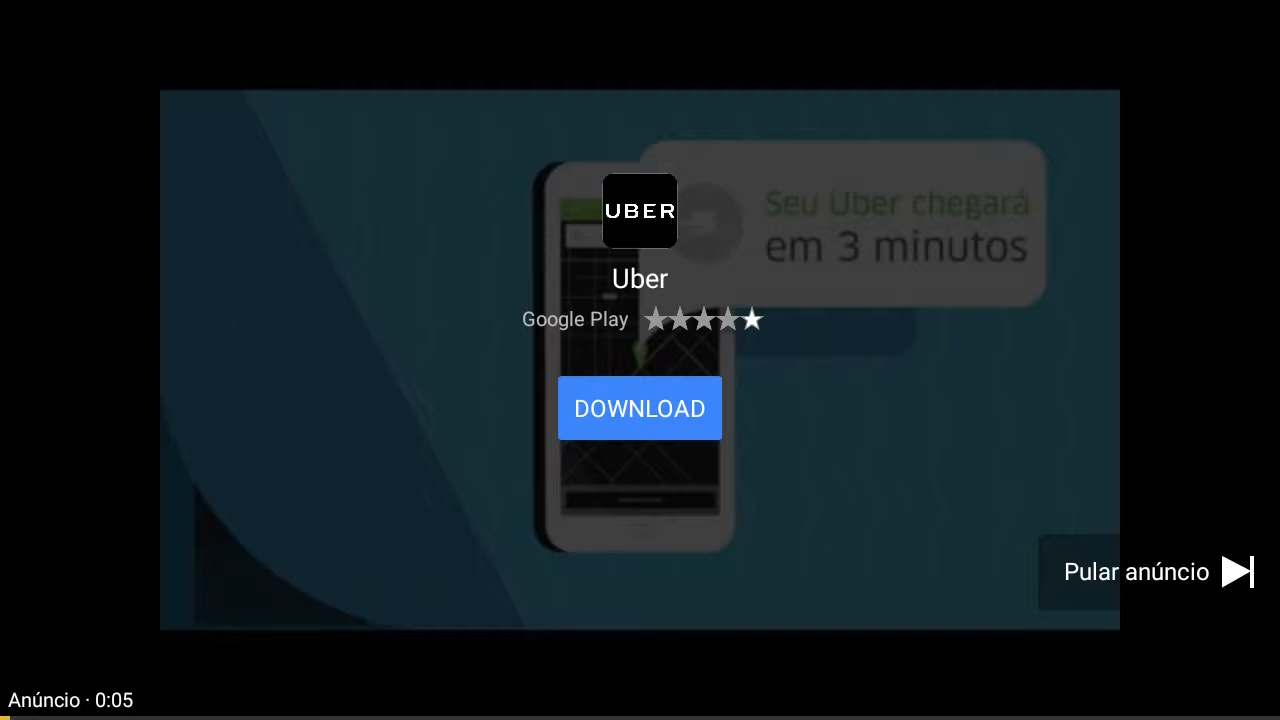 Seu Uber chegará
em 3 minutos
UBER
Uber
Google Play
DOWNLOAD
Pular anúncio
Anúncio · 0:05